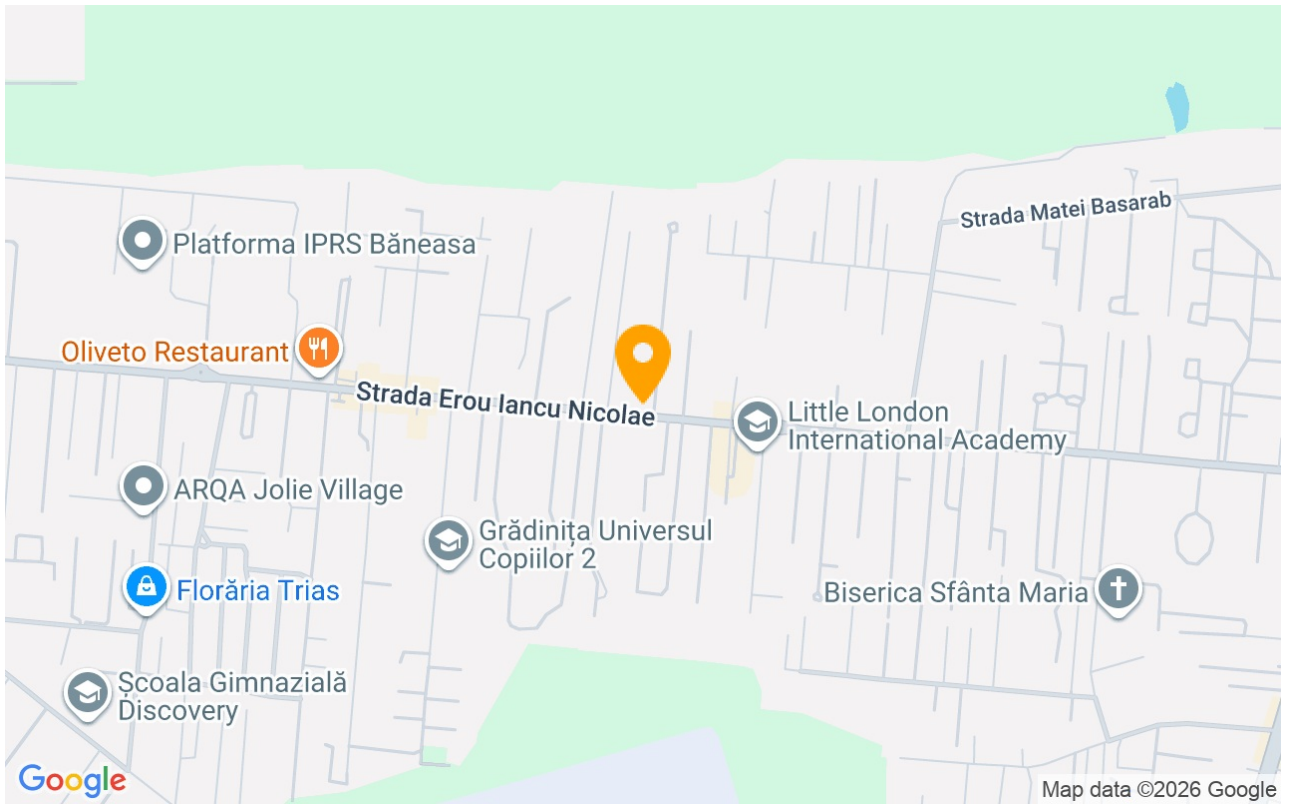 Strada Matei Basarab
Platforma IPRS Băneasa
Oliveto Restaurant
Strada Erou Iancu Nicolae
Little London
International Academy
ARQA Jolie Village
Grădinița Universul
Copiilor 2
Florăria Trias
Biserica Sfânta Maria
Școala Gimnazială
Discovery
Google
Map data ©2026 Google